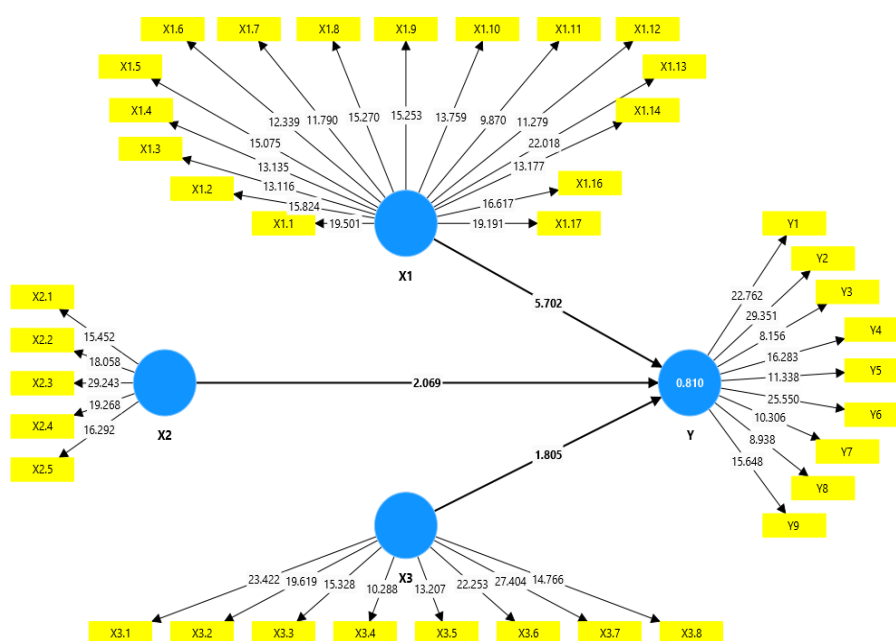 X1.6 X1.7 X1.8 X1.9 X1.10 X1.11 X1.12
X1.5 X1.13
X1.4 X1.14
X1.3
X1.2 X1.16
X1.1 X1.17
12.339 11.790 15.270 15.253 13.759 9.870 11.279
15.075 22.018
13.135 13.177
13.116
15.824 16.617
19.501 19.191
X1
5.702
X2.1
X2.2
X2.3
X2.4
X2.5
15.452
18.058
29.243
19.268
16.292
X2
2.069
0.810
Y
1.805
Y1
Y2
Y3
Y4
Y5
Y6
Y7
Y8
Y9
22.762
29.351
8.156
16.283
11.338
25.550
10.306
8.938
15.648
X3
23.422 19.619 15.328 10.288 13.207 22.253 27.404 14.766
X3.1 X3.2 X3.3 X3.4 X3.5 X3.6 X3.7 X3.8